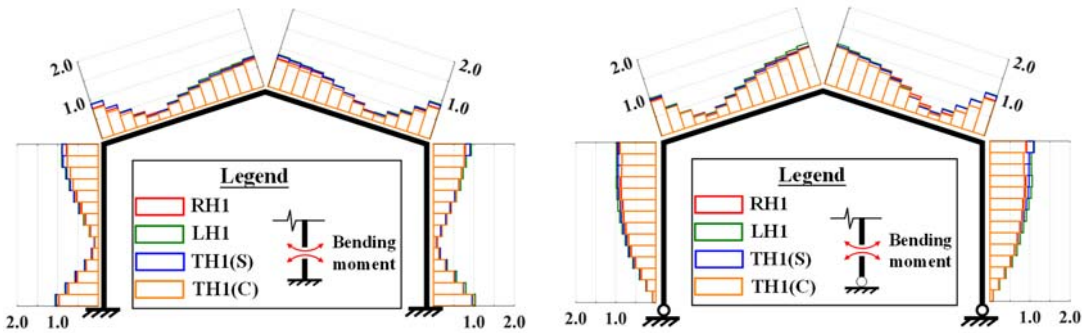 2.0
1.0
2.0
1.0
Legend
RH1
LH1
TH1(S)
TH1(C)
Bending
moment
2.0 1.0
1.0 2.0
2.0
1.0
2.0
1.0
Legend
RH1
LH1
TH1(S)
TH1(C)
Bending
moment
2.0 1.0
1.0 2.0